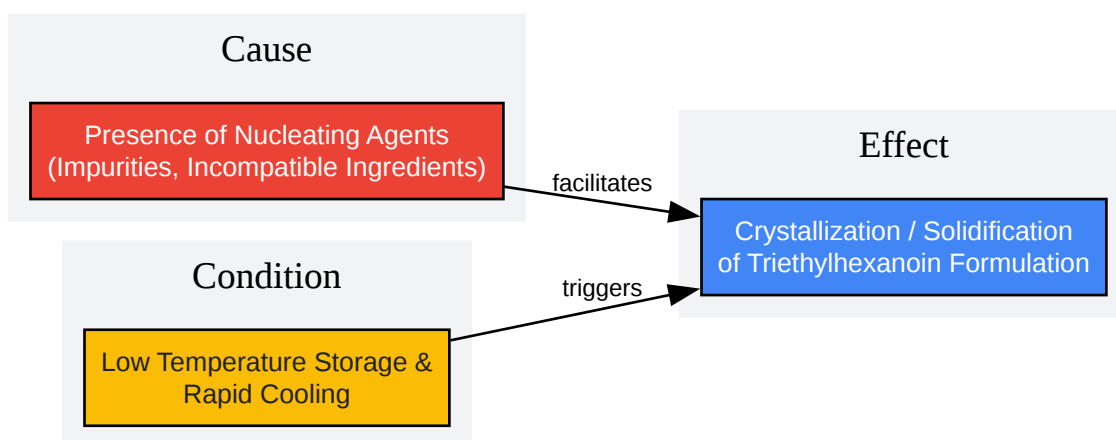 Cause
Presence of Nucleating Agents
(Impurities, Incompatible Ingredients)
facilitates
Effect
Crystallization / Solidification
of Triethylhexanoin Formulation
Condition
triggers
Low Temperature Storage &
Rapid Cooling